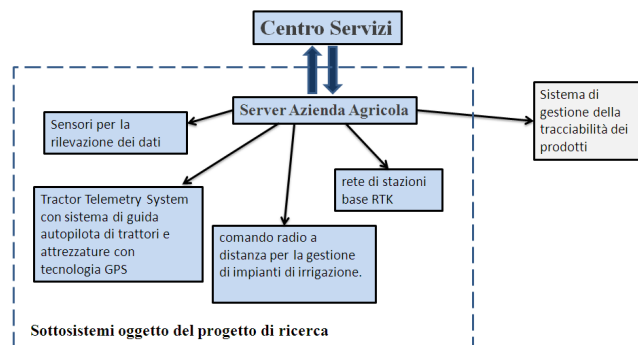 Centro Servizi
Server Azienda Agricola
Sensori per la
rilevazione dei dati
Sistema di
gestione della
tracciabilità dei
prodotti
Tractor Telemetry System
con sistema di guida
autopilota di trattori e
attrezzature con
tecnologia GPS
comando radio a
distanza per la gestione
di impianti di irrigazione.
rete di stazioni
base RTK
Sottosistemi oggetto del progetto di ricerca